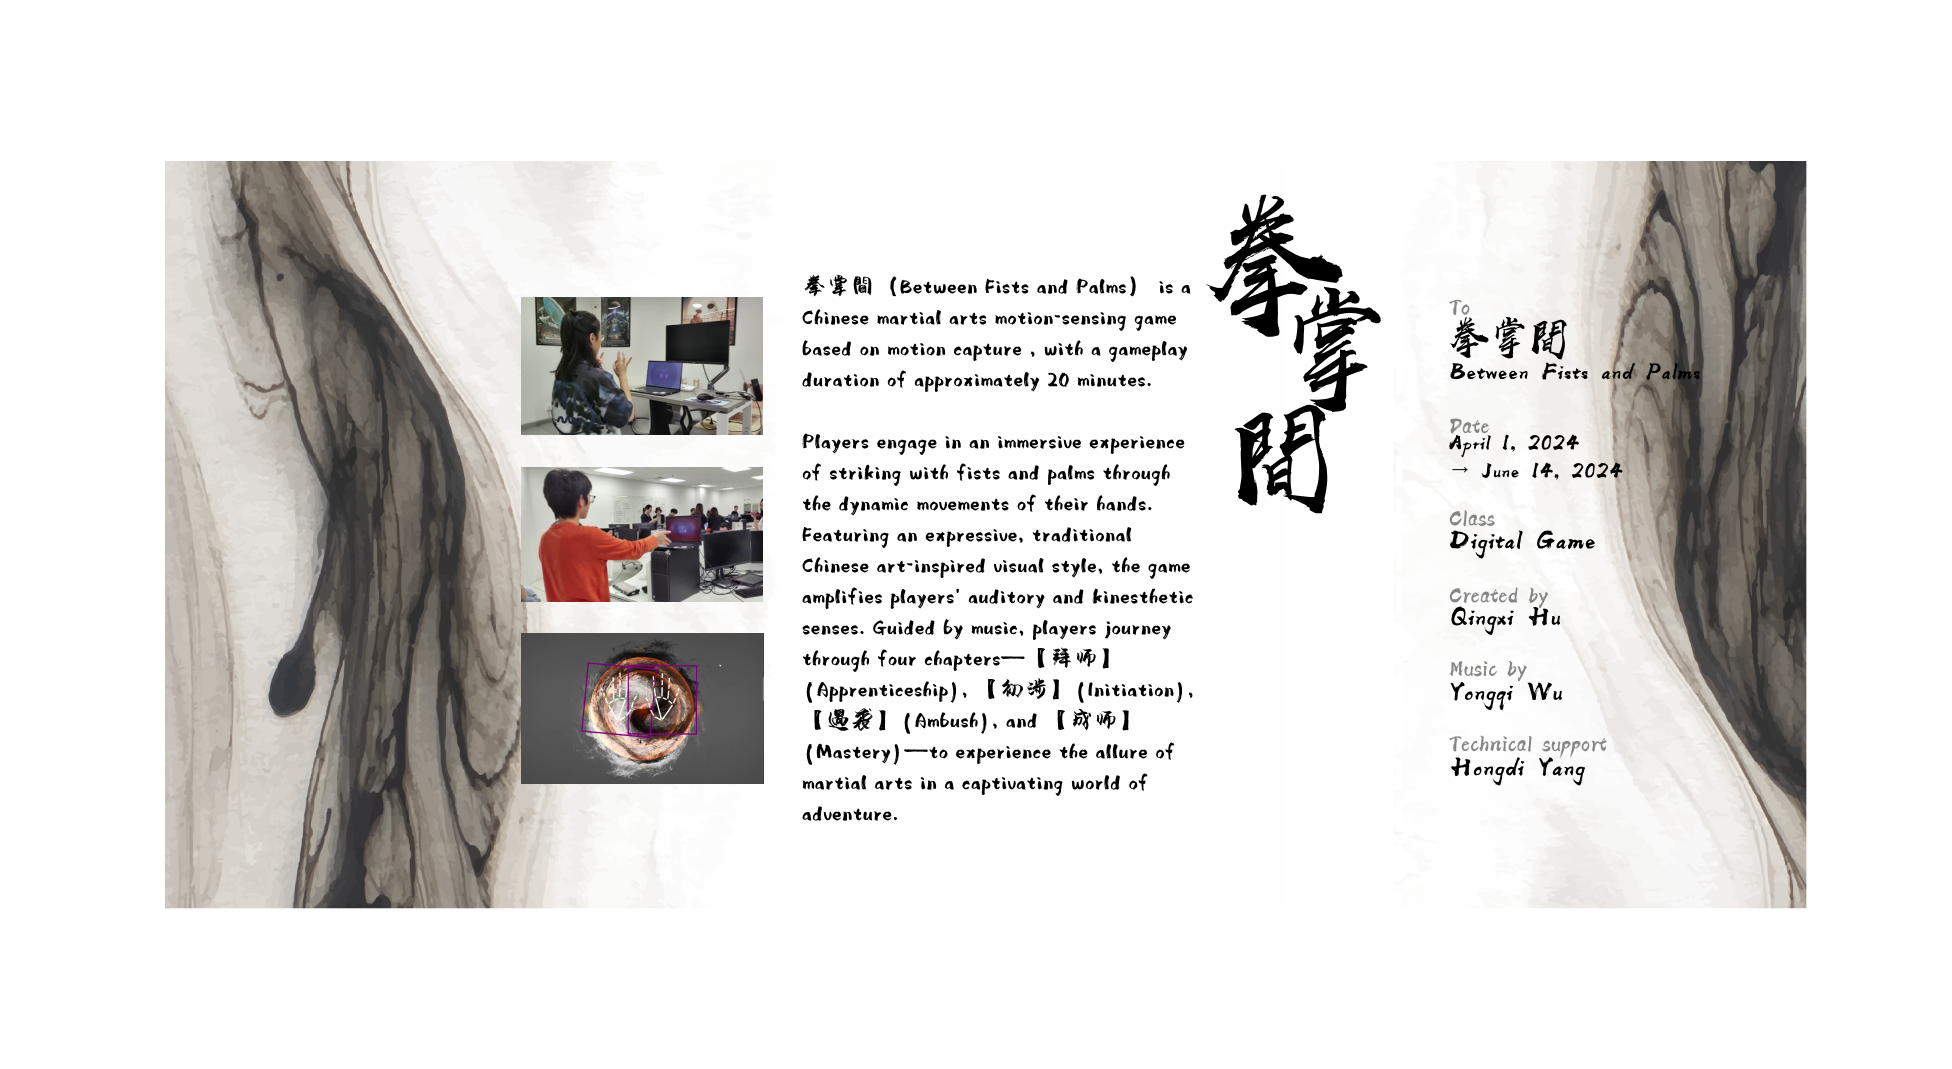 拳掌間 (Between Fists and Palms) is a
Chinese martial arts motion-sensing game
based on motion capture , with a gameplay
duration of approximately 20 minutes.
Players engage in an immersive experience
of striking with fists and palms through
the dynamic movements of their hands.
Featuring an expressive, traditional
Chinese art-inspired visual style, the game
amplifies players' auditory and kinesthetic
senses. Guided by music, players journey
through four chapters——【拜师】
(Apprenticeship), 【初涉】 (Initiation),
【遇袭】 (Ambush), and 【成师】
(Mastery)——to experience the allure of
martial arts in a captivating world of
adventure.
拳
掌
間
To
拳掌間
Between Fists and Palms
Date
April 1, 2024
→ June 14, 2024
Class
Digital Game
Created by
Qingxi Hu
Music by
Yongqi Wu
Technical support
Hongdi Yang